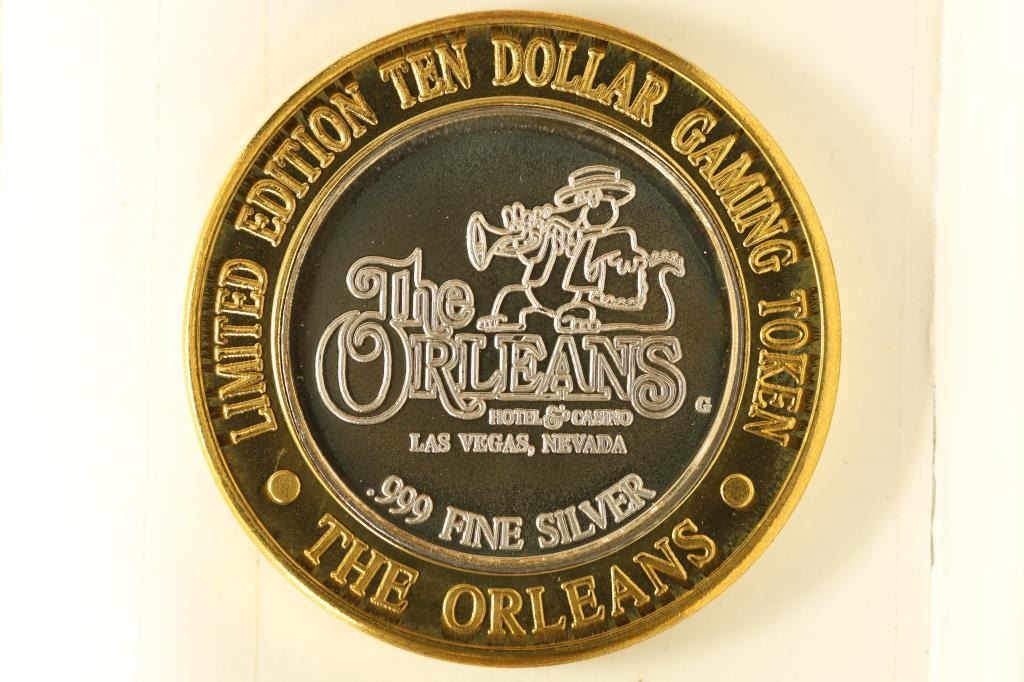 LIMITED EDITION TEN DOLLAR GAMING TOKEN
The
ORLEANS
G
HOTEL & CASINO
LAS VEGAS, NEVADA
.999 FINE SILVER
THE ORLEANS